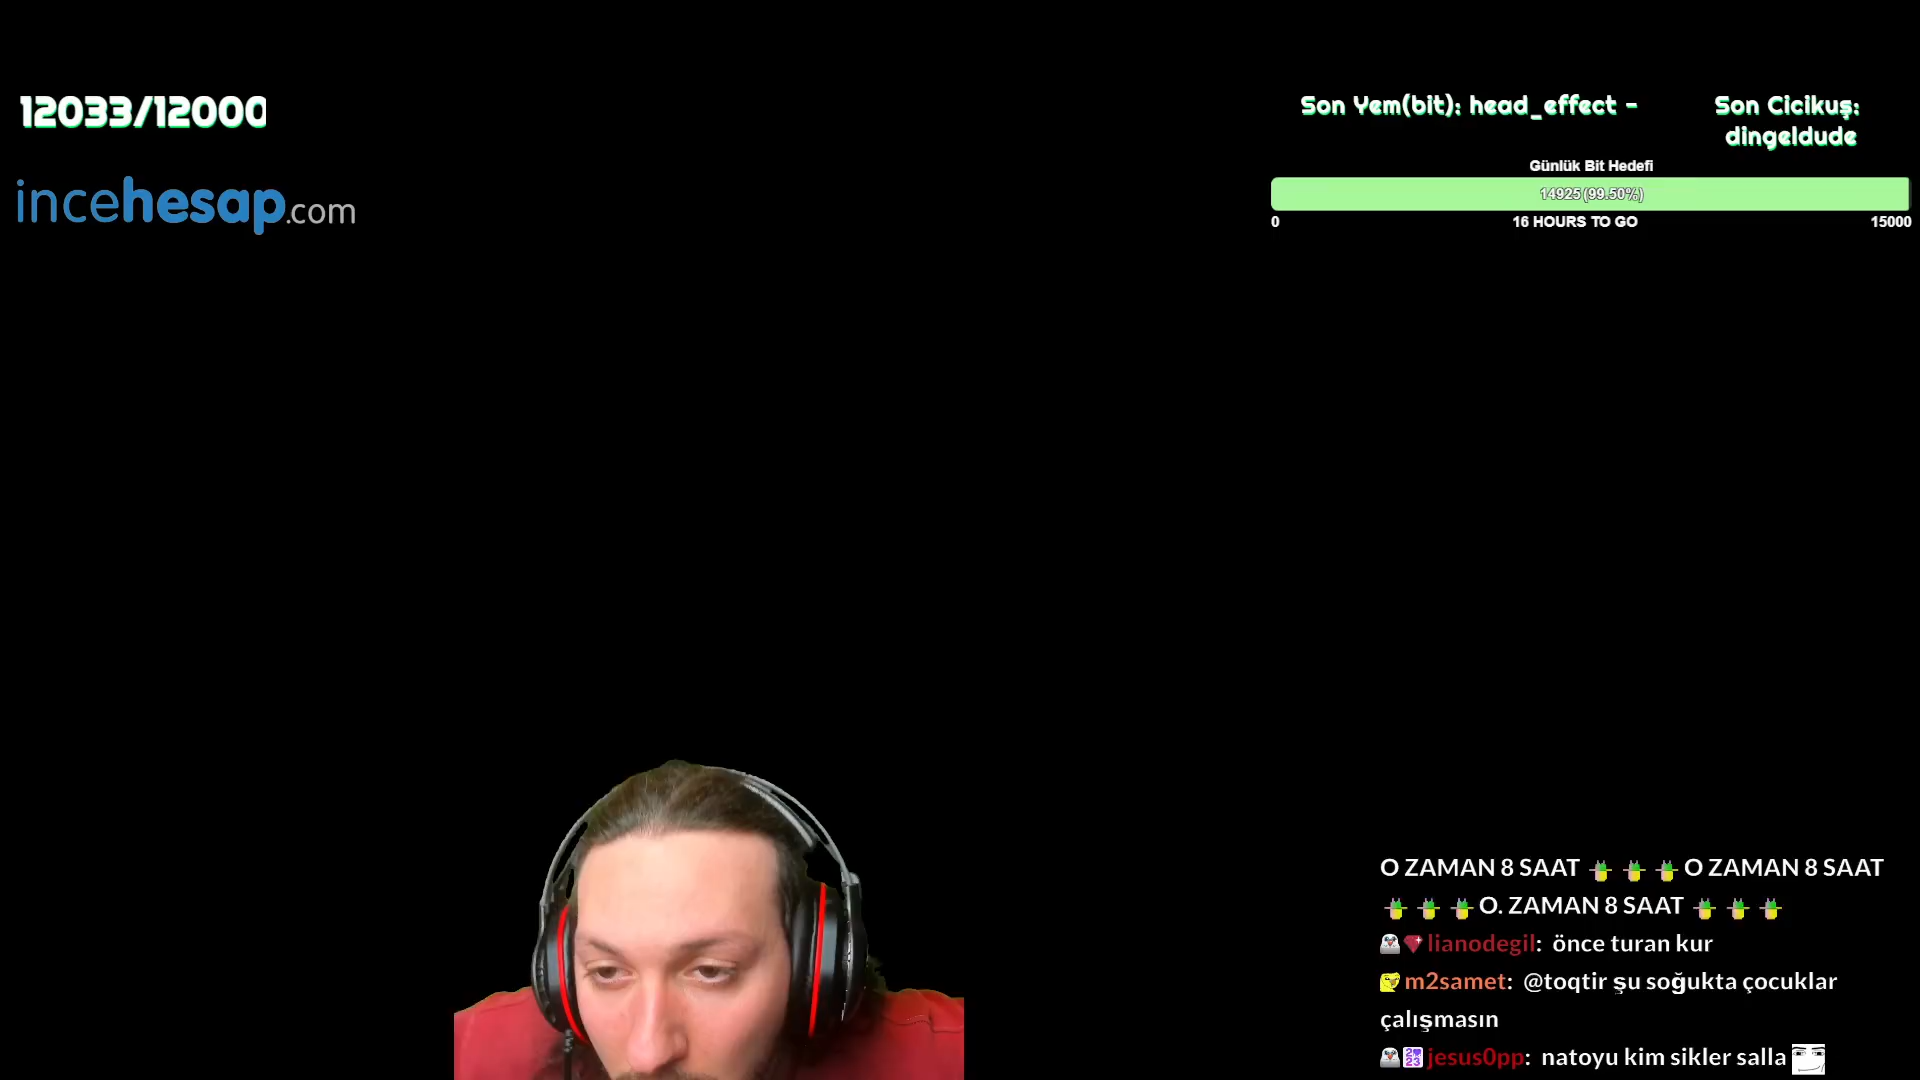 12033/12000
incehesap.com
Son Yem(bit): head_effect -
Son Cicikuş:
dingeldude
Günlük Bit Hedefi
14925 (99.50%)
0 16 HOURS TO GO 15000
O ZAMAN 8 SAAT O ZAMAN 8 SAAT
O. ZAMAN 8 SAAT
lianodegil: önce turan kur
m2samet: @toqtir şu soğukta çocuklar
çalışmasın
2023 jesus0pp: natoyu kim sikler salla